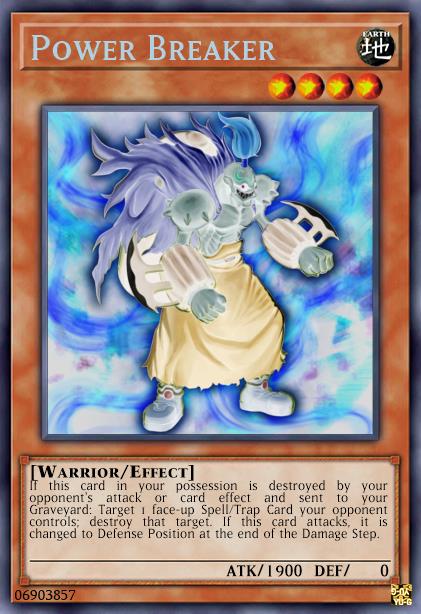 POWER BREAKER
EARTH
地
[WARRIOR/EFFECT]
If this card in your possession is destroyed by your
opponent's attack or card effect and sent to your
Graveyard: Target 1 face-up Spell/Trap Card your opponent
controls; destroy that target. If this card attacks, it is
changed to Defense Position at the end of the Damage Step.
ATK/1900 DEF/ 0
06903857